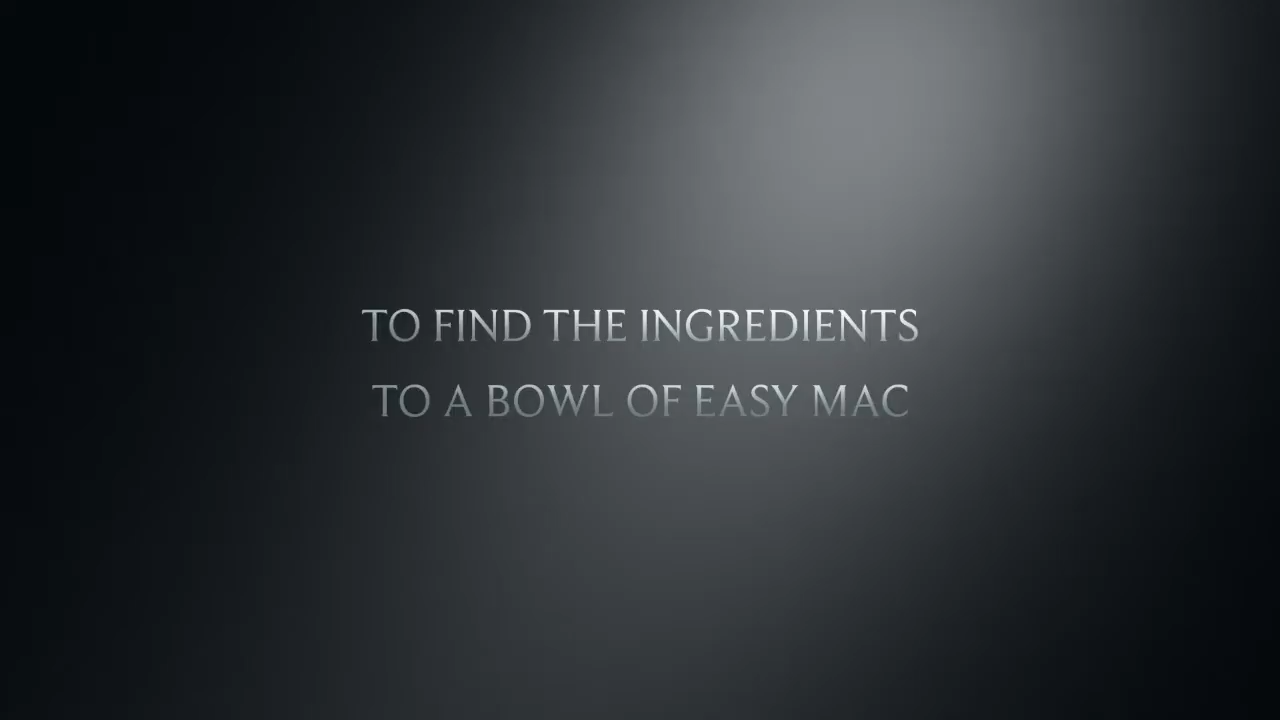 TO FIND THE INGREDIENTS
TO A BOWL OF EASY MAC